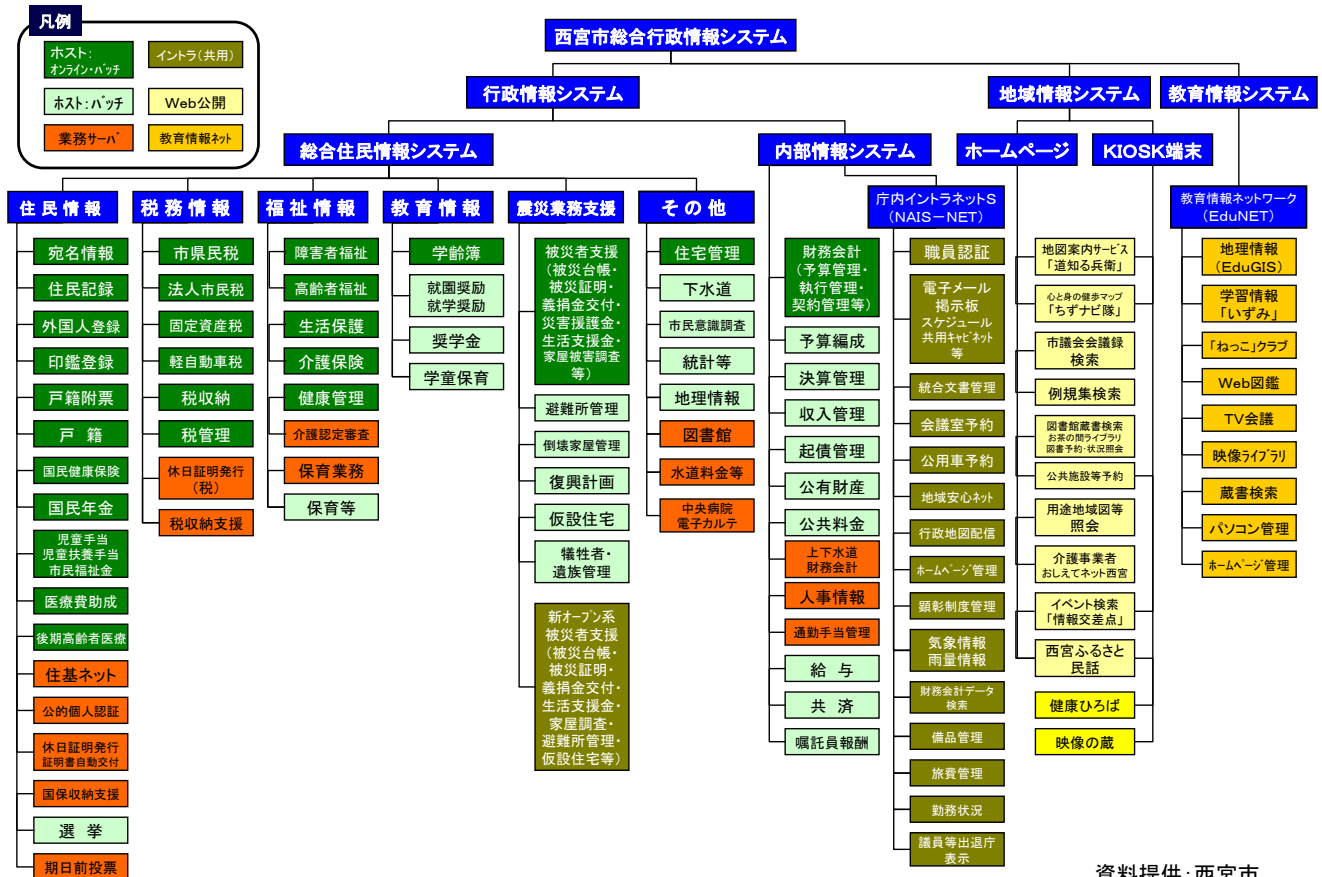 凡例
ホスト:
オンライン・バッチ
イントラ(共用)
ホスト:バッチ
Web公開
業務サーバ
教育情報ネット
西宮市総合行政情報システム
行政情報システム
地域情報システム
教育情報システム
総合住民情報システム
内部情報システム
ホームページ
KIOSK端末
住民情報
宛名情報
住民記録
外国人登録
印鑑登録
戸籍附票
戸籍
国民健康保険
国民年金
児童手当
児童扶養手当
市民福祉金
医療費助成
後期高齢者医療
住基ネット
公的個人認証
休日証明発行
証明書自動交付
国保収納支援
選挙
期日前投票
税務情報
市県民税
法人市民税
固定資産税
軽自動車税
税収納
税管理
休日証明発行
(税)
税収納支援
福祉情報
障害者福祉
高齢者福祉
生活保護
介護保険
健康管理
介護認定審査
保育業務
保育等
教育情報
学齢簿
就園奨励
就学奨励
奨学金
学童保育
震災業務支援
被災者支援
(被災台帳・
被災証明・
義捐金交付・
災害援護金・
生活支援金・
家屋被害調査
等)
避難所管理
倒壊家屋管理
復興計画
仮設住宅
犠牲者・
遺族管理
新オープン系
被災者支援
(被災台帳・
被災証明・
義捐金交付・
生活支援金・
家屋調査・
避難所管理・
仮設住宅等)
その他
住宅管理
下水道
市民意識調査
統計等
地理情報
図書館
水道料金等
中央病院
電子カルテ
財務会計
(予算管理・
執行管理・
契約管理等)
予算編成
決算管理
収入管理
起債管理
公有財産
公共料金
上下水道
財務会計
人事情報
通勤手当管理
給与
共済
嘱託員報酬
庁内イントラネットS
(NAIS-NET)
職員認証
電子メール
掲示板
スケジュール
共用キャビネット
等
統合文書管理
会議室予約
公用車予約
地域安心ネット
行政地図配信
ホームページ管理
顕彰制度管理
気象情報
雨量情報
財務会計データ
検索
備品管理
旅費管理
勤務状況
議員等出退庁
表示
地図案内サービス
「道知る兵衛」
心と身の健歩マップ
「ちずナビ隊」
市議会会議録
検索
例規集検索
図書館蔵書検索
お茶の間ライブラリ
図書予約・状況照会
公共施設等予約
用途地域図等
照会
介護事業者
おしえてネット西宮
イベント検索
「情報交差点」
西宮ふるさと
民話
健康ひろば
映像の蔵
教育情報ネットワーク
(EduNET)
地理情報
(EduGIS)
学習情報
「いずみ」
「ねっこ」クラブ
Web図鑑
TV会議
映像ライブラリ
蔵書検索
パソコン管理
ホームページ管理
資料提供:西宮市